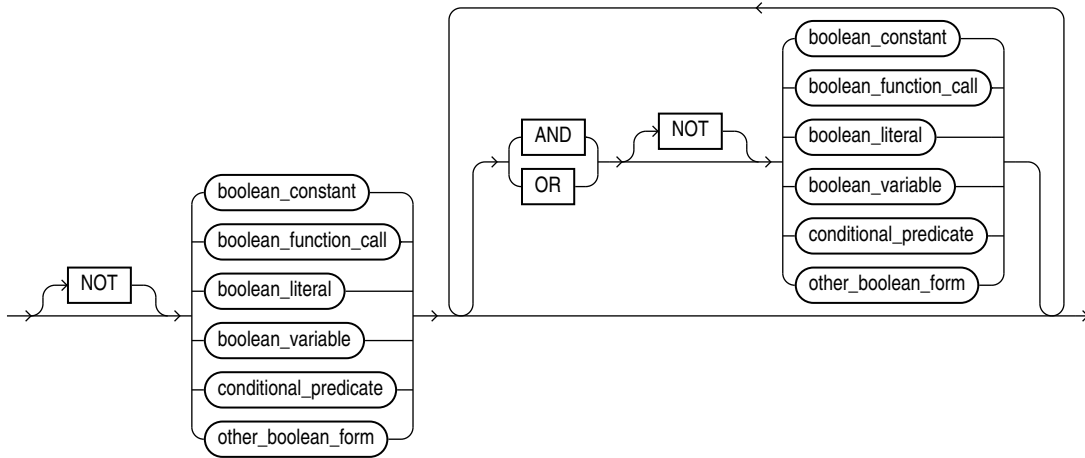 NOT
boolean_constant
boolean_function_call
boolean_literal
boolean_variable
conditional_predicate
other_boolean_form
AND
OR
NOT
boolean_constant
boolean_function_call
boolean_literal
boolean_variable
conditional_predicate
other_boolean_form